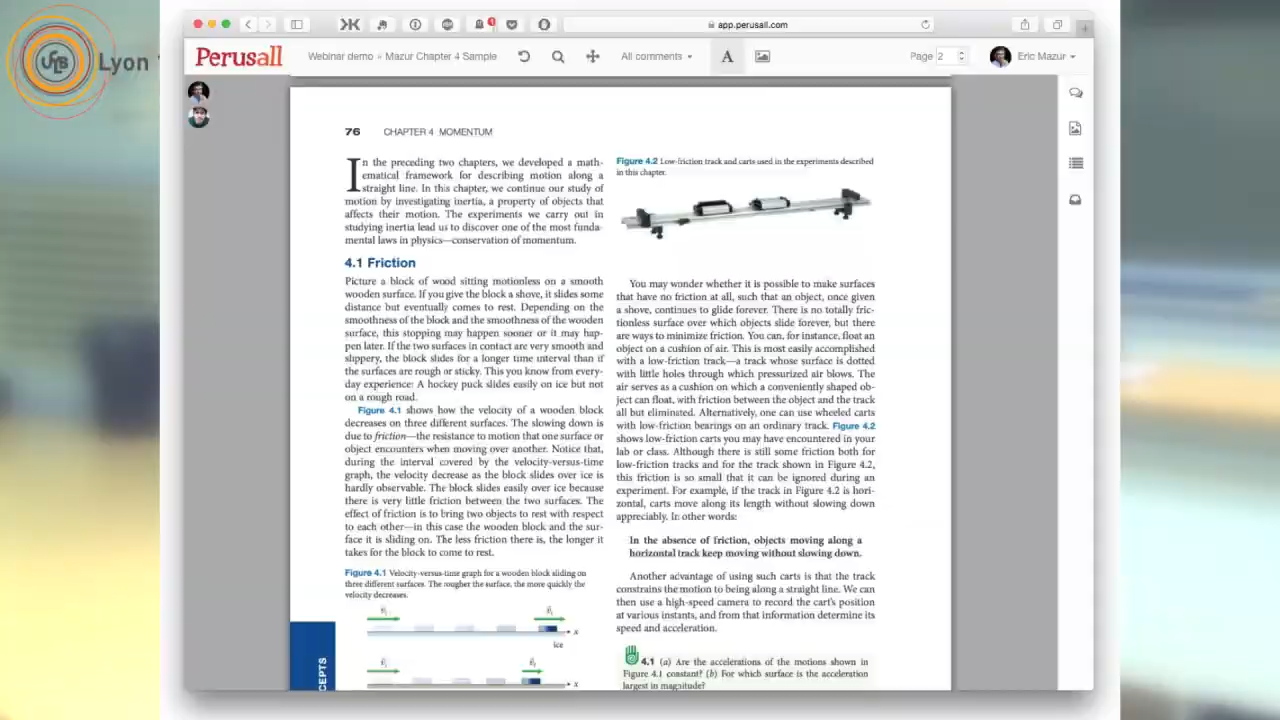 Lyon
app.perusall.com
1
Perusall
Webinar demo » Mazur Chapter 4 Sample
All comments
A
Page 2
Eric Mazur
76 CHAPTER 4 MOMENTUM
In the preceding two chapters, we developed a math-
ematical framework for describing motion along a
straight line. In this chapter, we continue our study of
motion by investigating inertia, a property of objects that
affects their motion. The experiments we carry out in
studying inertia lead us to discover one of the most funda-
mental laws in physics—conservation of momentum.
4.1 Friction
Picture a block of wood sitting motionless on a smooth
wooden surface. If you give the block a shove, it slides some
distance but eventually comes to rest. Depending on the
smoothness of the block and the smoothness of the wooden
surface, this stopping may happen sooner or it may hap-
pen later. If the two surfaces in contact are very smooth and
slippery, the block slides for a longer time interval than if
the surfaces are rough or sticky. This you know from every-
day experience: A hockey puck slides easily on ice but not
on a rough road.
Figure 4.1 shows how the velocity of a wooden block
decreases on three different surfaces. The slowing down is
due to friction—the resistance to motion that one surface or
object encounters when moving over another. Notice that,
during the interval covered by the velocity-versus-time
graph, the velocity decrease as the block slides over ice is
hardly observable. The block slides easily over ice because
there is very little friction between the two surfaces. The
effect of friction is to bring two objects to rest with respect
to each other—in this case the wooden block and the sur-
face it is sliding on. The less friction there is, the longer it
takes for the block to come to rest.
Figure 4.1 Velocity-versus-time graph for a wooden block sliding on
three different surfaces. The rougher the surface, the more quickly the
velocity decreases.
x
ice
x
CEPTS
Figure 4.2 Low-friction track and carts used in the experiments described
in this chapter.
You may wonder whether it is possible to make surfaces
that have no friction at all, such that an object, once given
a shove, continues to glide forever. There is no totally fric-
tionless surface over which objects slide forever, but there
are ways to minimize friction. You can, for instance, float an
object on a cushion of air. This is most easily accomplished
with a low-friction track—a track whose surface is dotted
with little holes through which pressurized air blows. The
air serves as a cushion on which a conveniently shaped ob-
ject can float, with friction between the object and the track
all but eliminated. Alternatively, one can use wheeled carts
with low-friction bearings on an ordinary track. Figure 4.2
shows low-friction carts you may have encountered in your
lab or class. Although there is still some friction both for
low-friction tracks and for the track shown in Figure 4.2,
this friction is so small that it can be ignored during an
experiment. For example, if the track in Figure 4.2 is hori-
zontal, carts move along its length without slowing down
appreciably. In other words:
In the absence of friction, objects moving along a
horizontal track keep moving without slowing down.
Another advantage of using such carts is that the track
constrains the motion to being along a straight line. We can
then use a high-speed camera to record the cart's position
at various instants, and from that information determine its
speed and acceleration.
4.1 (a) Are the accelerations of the motions shown in
Figure 4.1 constant? (b) For which surface is the acceleration
largest in magnitude?